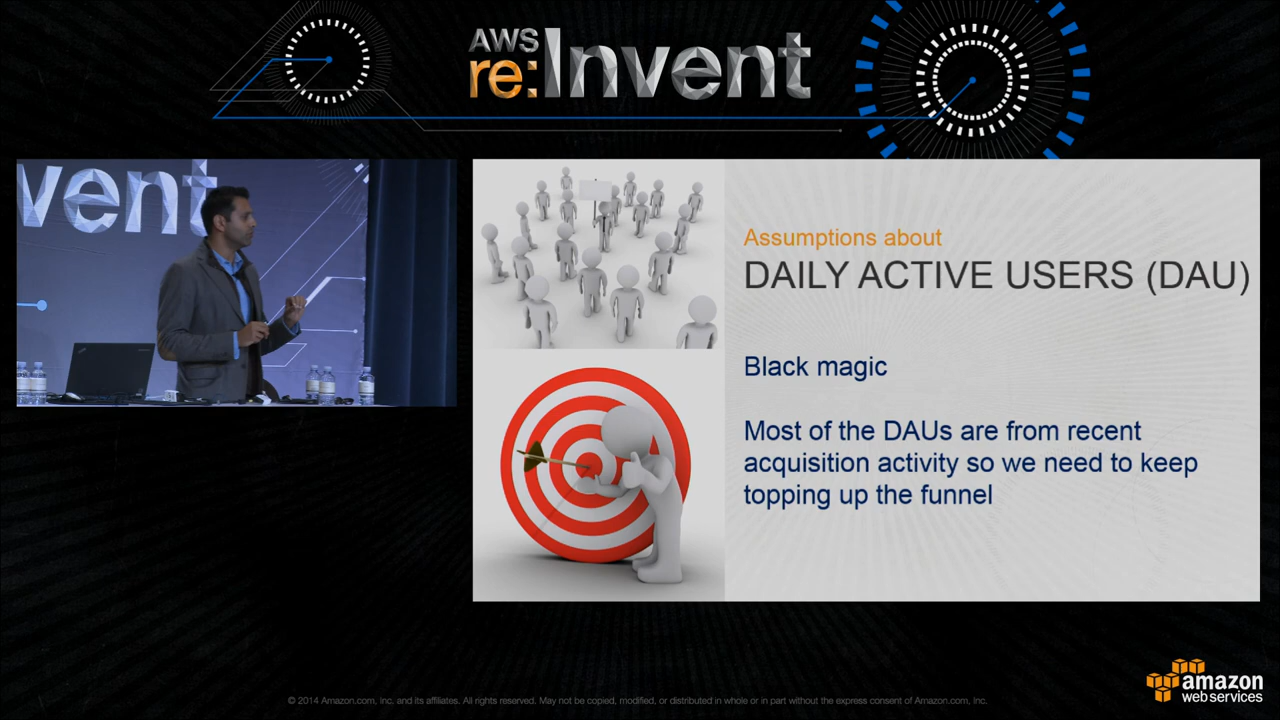 AWS
re:Invent
vent
Assumptions about
DAILY ACTIVE USERS (DAU)
Black magic
Most of the DAUs are from recent
acquisition activity so we need to keep
topping up the funnel
© 2014 Amazon.com, Inc. and its affiliates. All rights reserved. May not be copied, modified, or distributed in whole or in part without the express consent of Amazon.com, Inc.
amazon
web services